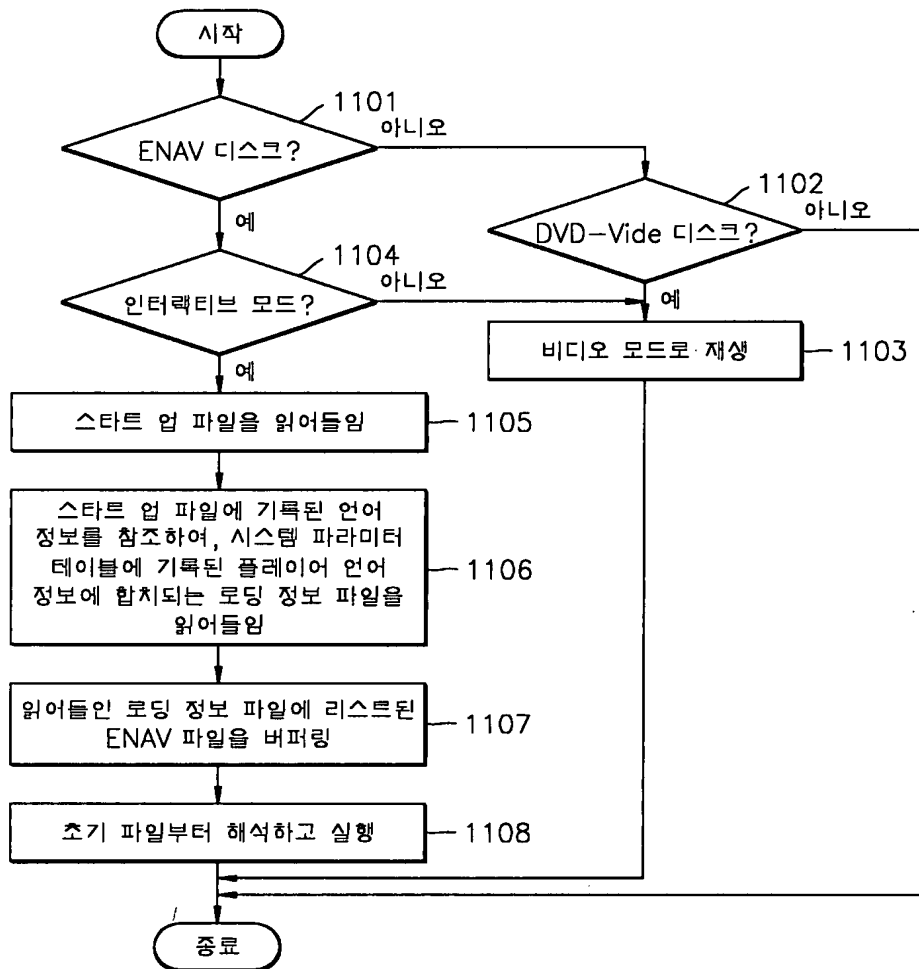 시작
1101
ENAV 디스크?
아니오
예
1102
DVD-Vide 디스크?
아니오
예
1104
인터랙티브 모드?
아니오
예
비디오 모드로 재생
1103
스타트 업 파일을 읽어들임
1105
스타트 업 파일에 기록된 언어
정보를 참조하여, 시스템 파라미터
테이블에 기록된 플레이어 언어
정보에 합치되는 로딩 정보 파일을
읽어들임
1106
읽어들인 로딩 정보 파일에 리스트된
ENAV 파일을 버퍼링
1107
초기 파일부터 해석하고 실행
1108
종료